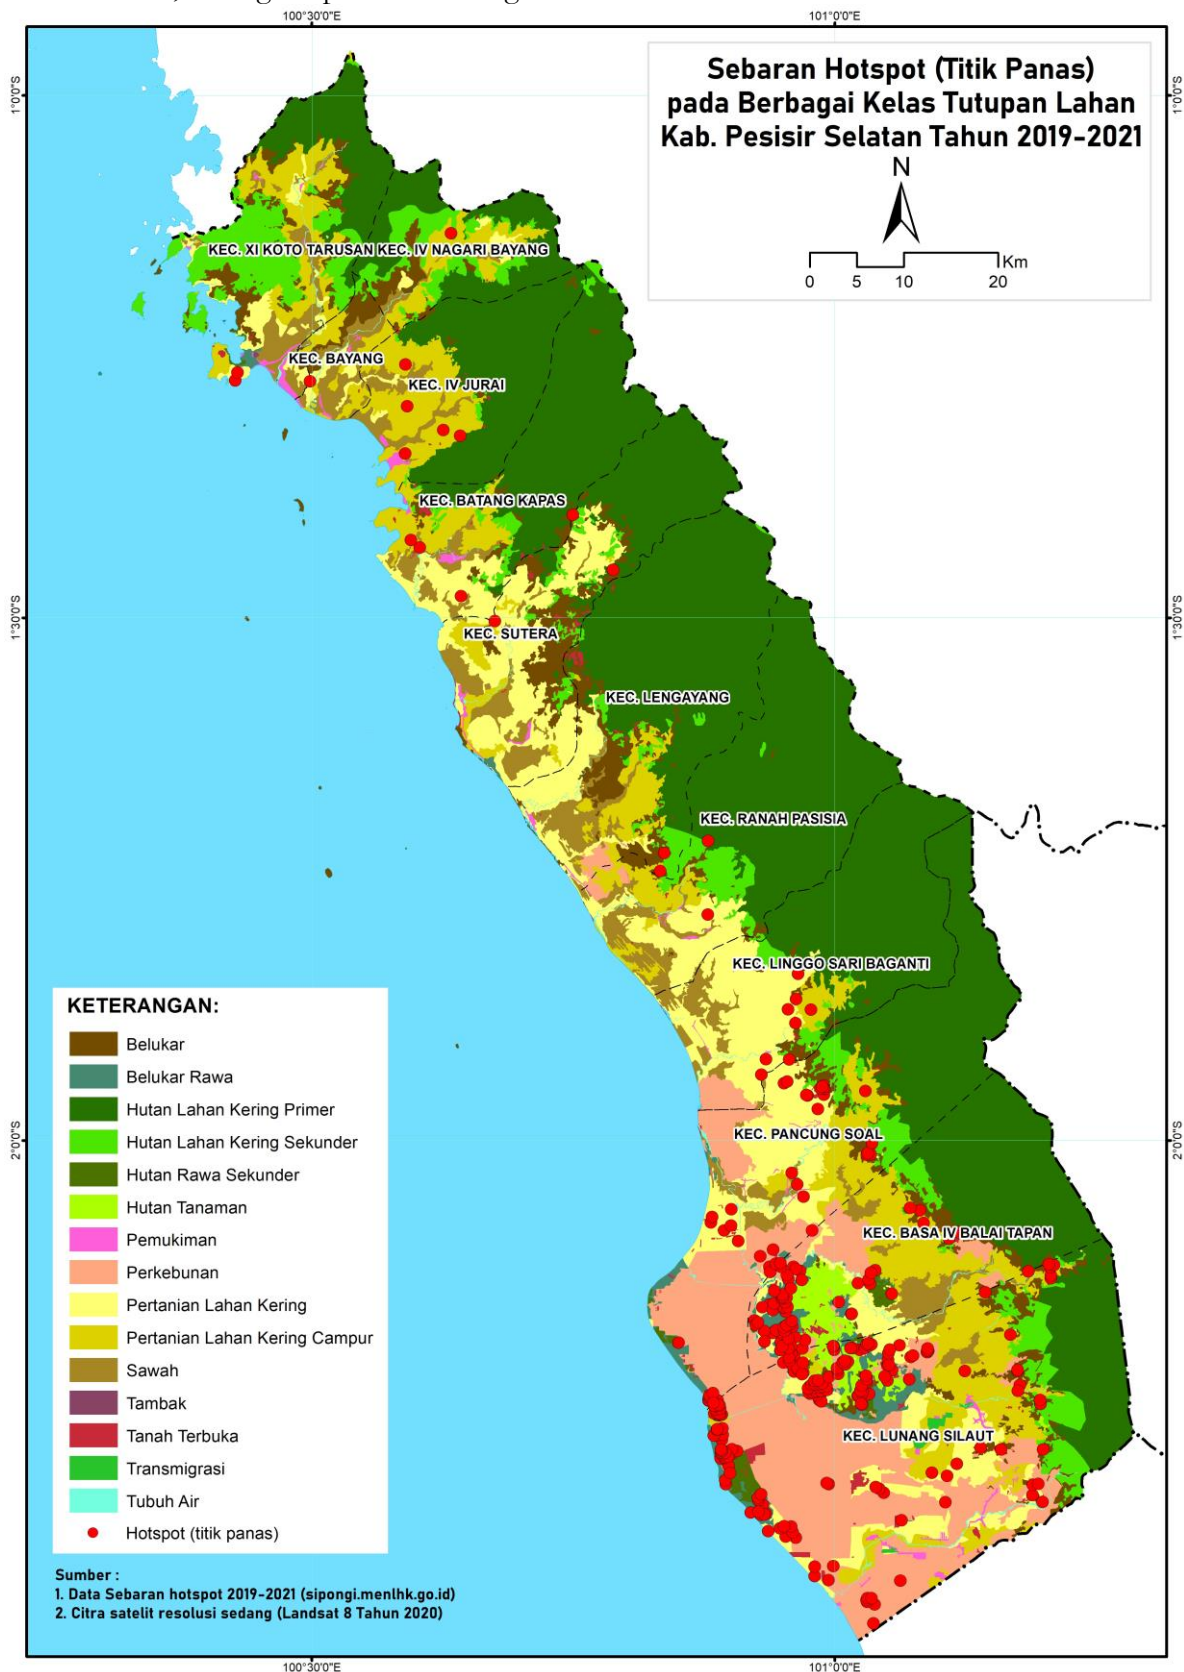 100°30'0"E
101°0'0"E
Sebaran Hotspot (Titik Panas)
pada Berbagai Kelas Tutupan Lahan
Kab. Pesisir Selatan Tahun 2019-2021
N
Km
0 5 10 20
1°0'0"S
1°0'0"S
KEC. XI KOTO TARUSAN KEC. IV NAGARI BAYANG
KEC. BAYANG
KEC. IV JURAI
KEC. BATANG KAPAS
1°30'0"S
1°30'0"S
KEC. SUTERA
KEC. LENGAYANG
KEC. RANAH PASISIA
KEC. LINGGO SARI BAGANTI
KEC. PANCUNG SOAL
2°0'0"S
2°0'0"S
KEC. BASA IV BALAI TAPAN
KEC. LUNANG SILAUT
KETERANGAN:
Belukar
Belukar Rawa
Hutan Lahan Kering Primer
Hutan Lahan Kering Sekunder
Hutan Rawa Sekunder
Hutan Tanaman
Pemukiman
Perkebunan
Pertanian Lahan Kering
Pertanian Lahan Kering Campur
Sawah
Tambak
Tanah Terbuka
Transmigrasi
Tubuh Air
Hotspot (titik panas)
Sumber :
1. Data Sebaran hotspot 2019-2021 (sipongi.menlhk.go.id)
2. Citra satelit resolusi sedang (Landsat 8 Tahun 2020)
100°30'0"E
101°0'0"E